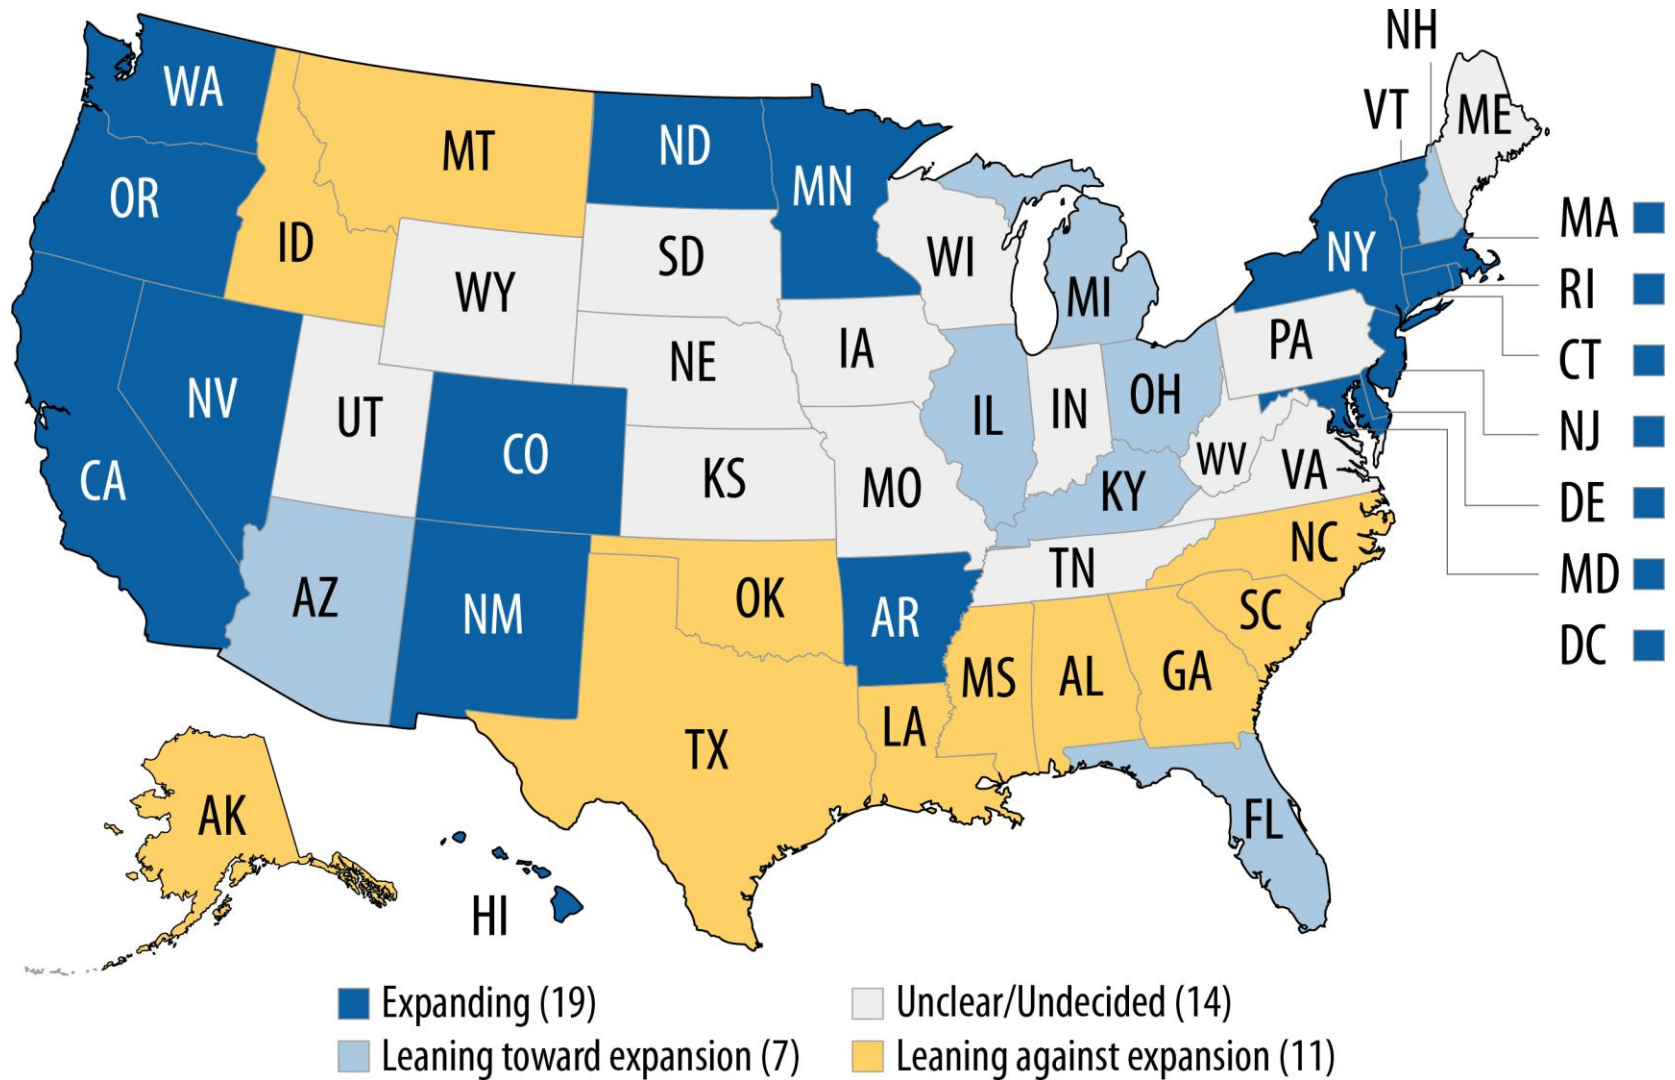 NH
VT
ME
WA
MT
ND
MN
OR
ID
WY
SD
WI
MI
NY
MA
RI
CT
NJ
DE
MD
DC
NV
UT
CO
NE
IA
PA
IL
IN
OH
CA
KS
MO
KY
WV
VA
AZ
NM
OK
AR
TN
NC
SC
TX
LA
MS
AL
GA
AK
HI
FL
Expanding (19)
Unclear/Undecided (14)
Leaning toward expansion (7)
Leaning against expansion (11)